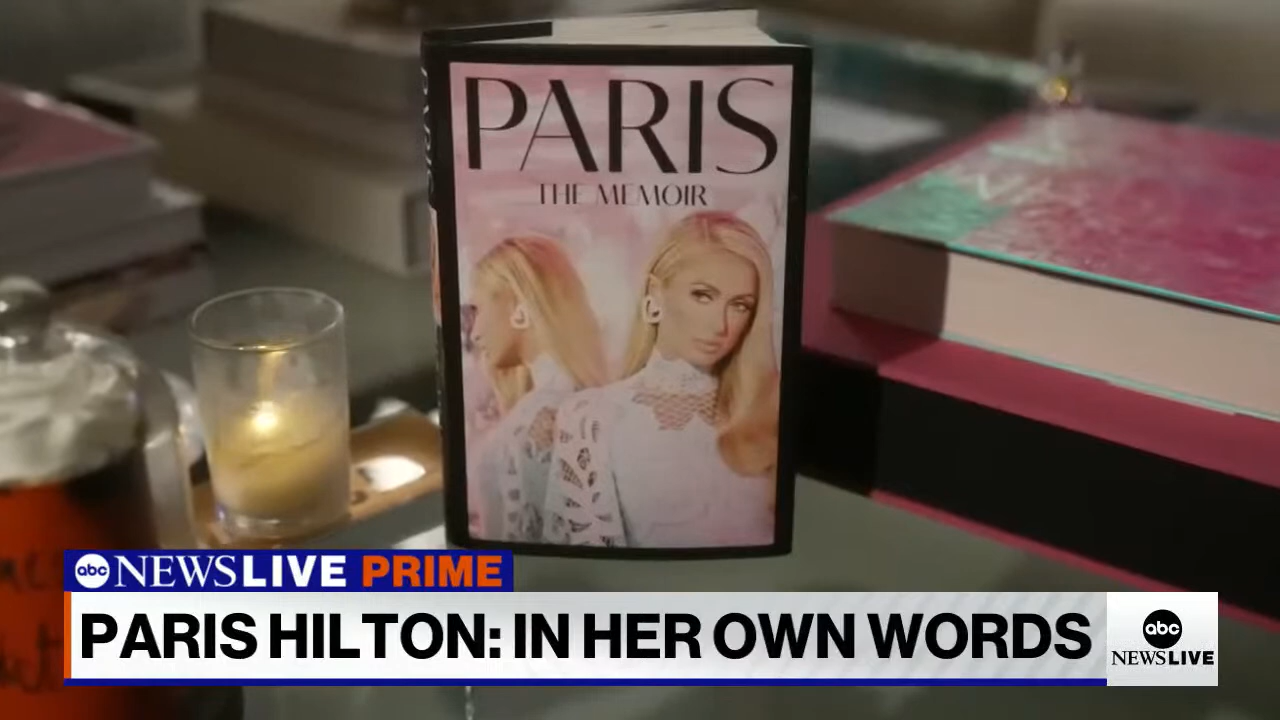 PARIS
THE MEMOIR
abc NEWS LIVE PRIME
PARIS HILTON: IN HER OWN WORDS
abc
NEWS LIVE